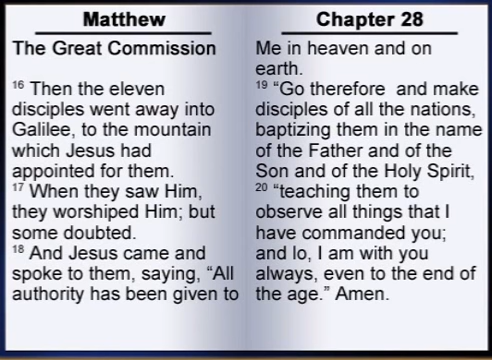 Matthew
The Great Commission
16 Then the eleven
disciples went away into
Galilee, to the mountain
which Jesus had
appointed for them.
17 When they saw Him,
they worshiped Him; but
some doubted.
18 And Jesus came and
spoke to them, saying, “All
authority has been given to
Chapter 28
Me in heaven and on
earth.
19 “Go therefore and make
disciples of all the nations,
baptizing them in the name
of the Father and of the
Son and of the Holy Spirit,
20 “teaching them to
observe all things that I
have commanded you;
and lo, I am with you
always, even to the end of
the age.” Amen.